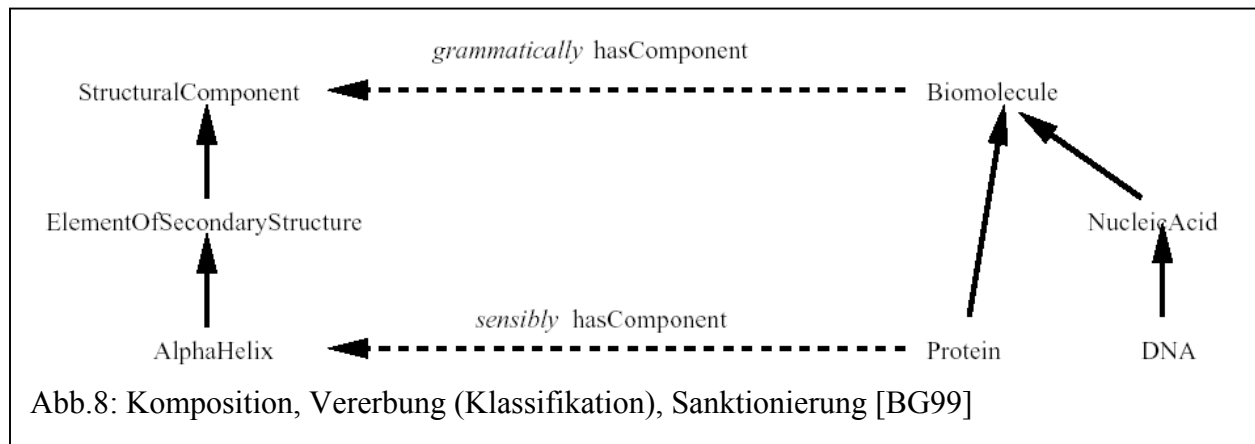 grammatically hasComponent
StructuralComponent Biomolecule
ElementOfSecondaryStructure NucleicAcid
sensibly hasComponent
AlphaHelix Protein DNA
Abb.8: Komposition, Vererbung (Klassifikation), Sanktionierung [BG99]